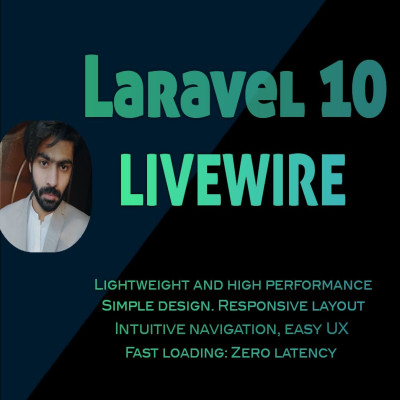 Laravel 10
LIVEWIRE
Lightweight and high performance
Simple design. Responsive layout
Intuitive navigation, easy UX
Fast loading: Zero latency